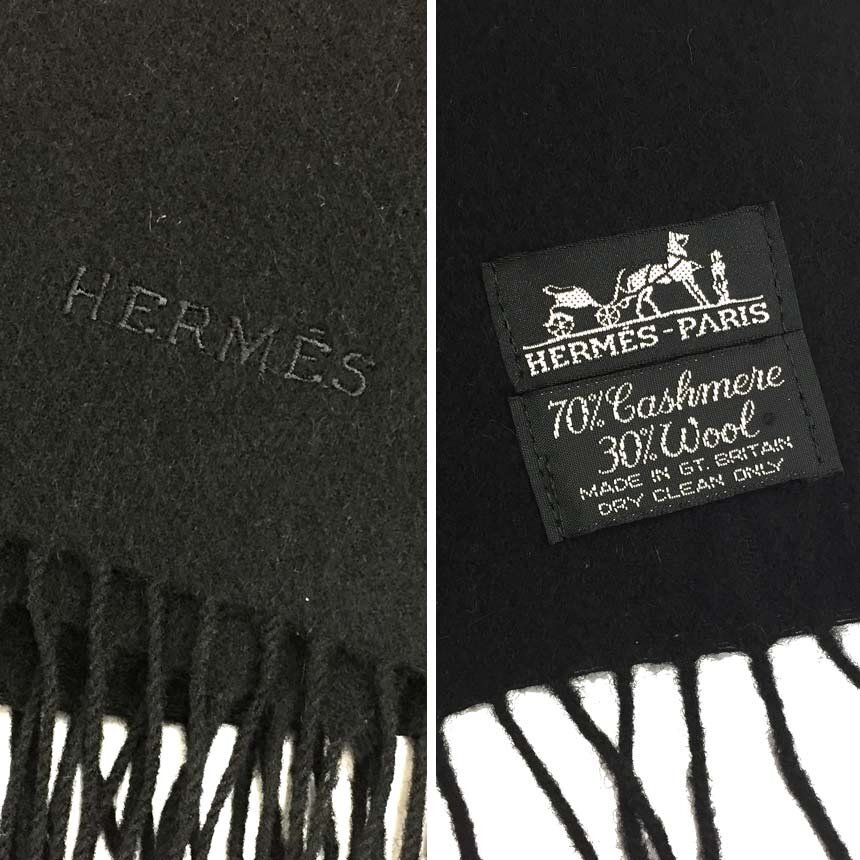 HERMÈS
HERMÈS-PARIS
70% Cashmere
30% Wool
MADE IN GT. BRITAIN
DRY CLEAN ONLY